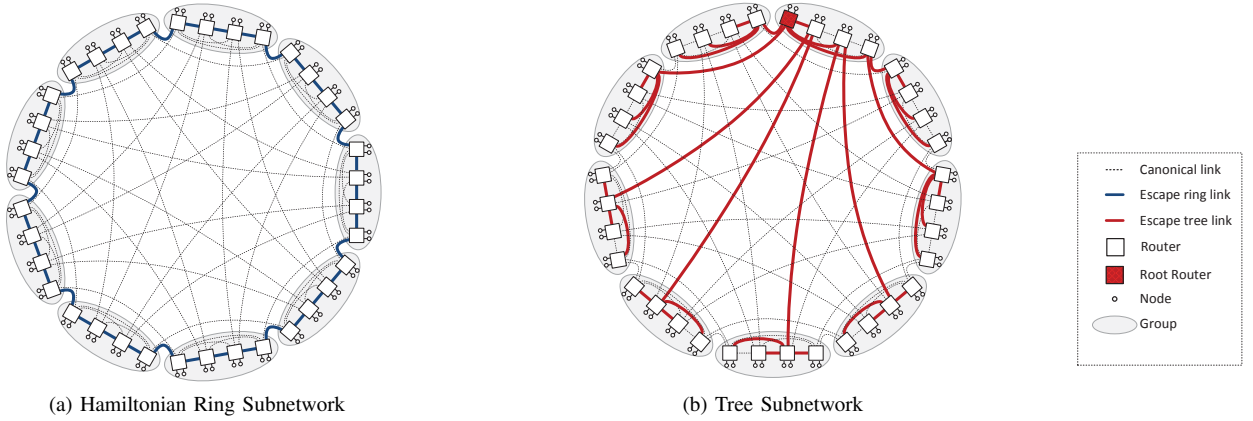 Canonical link
Escape ring link
Escape tree link
Router
Root Router
Node
Group
(a) Hamiltonian Ring Subnetwork
(b) Tree Subnetwork